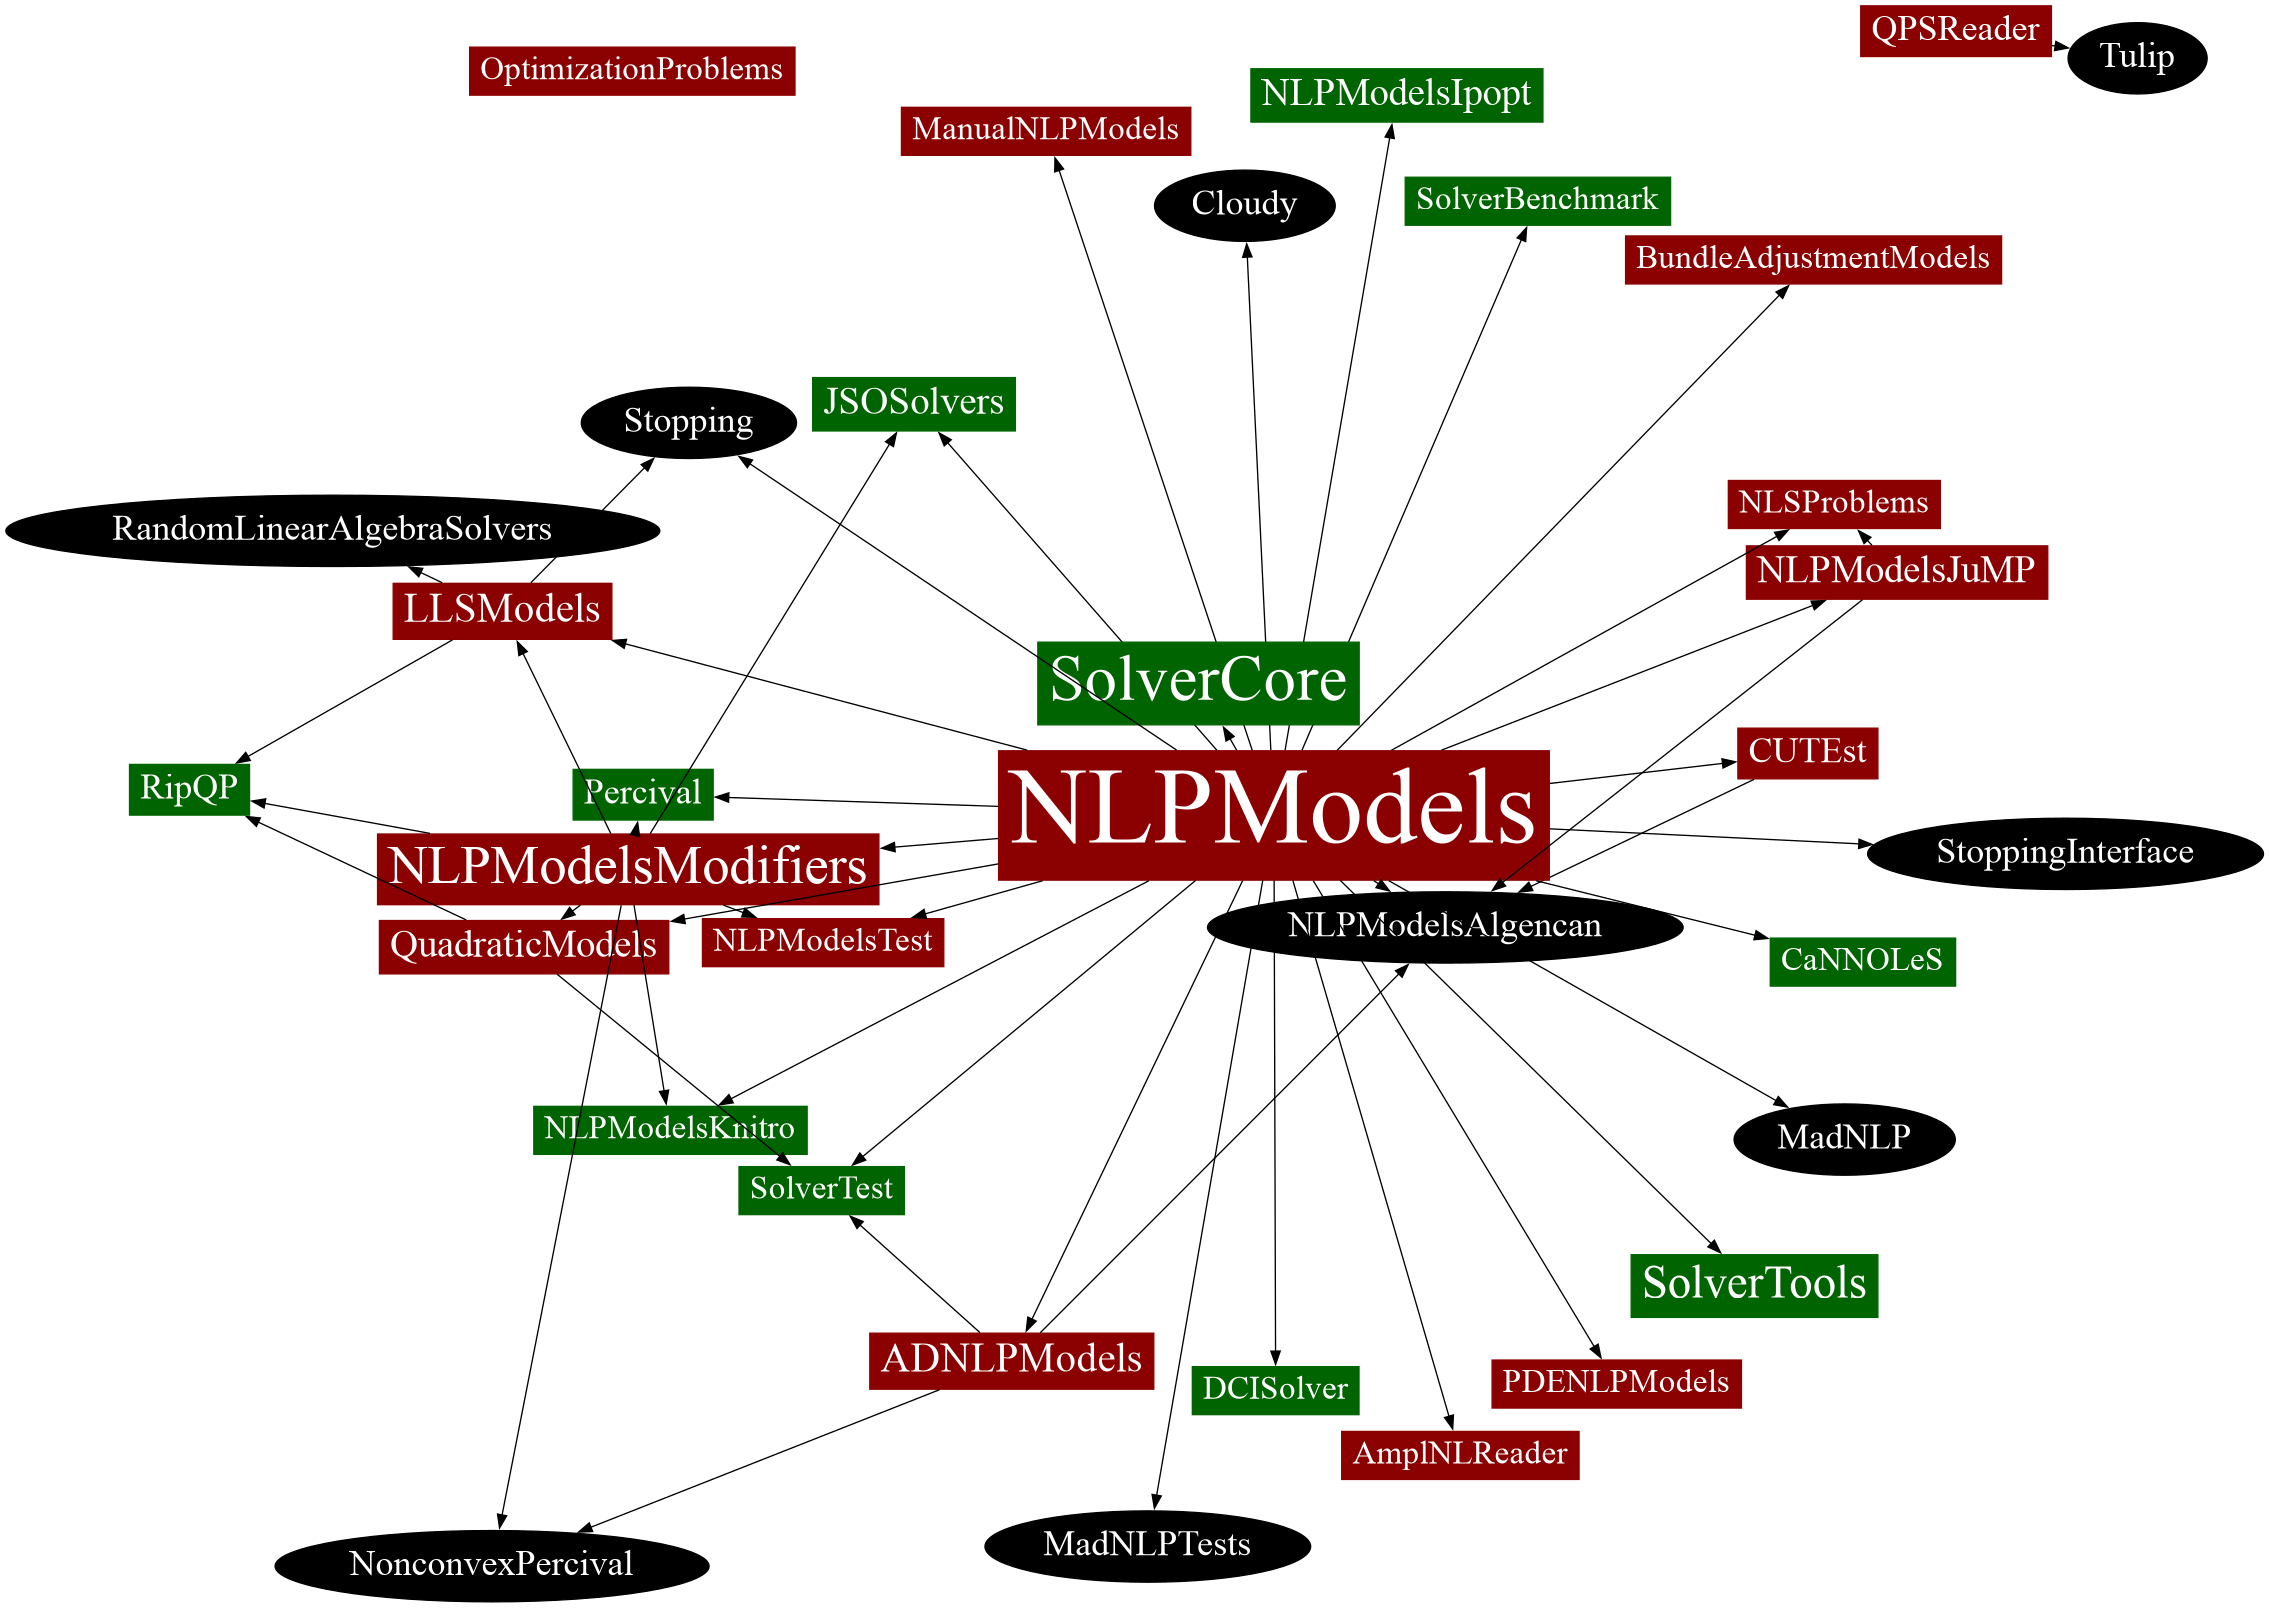 QPSReader
Tulip
OptimizationProblems
NLPModelsIpopt
ManualNLPModels
Cloudy
SolverBenchmark
BundleAdjustmentModels
JSOSolvers
Stopping
NLSProblems
RandomLinearAlgebraSolvers
NLPModelsJuMP
LLSModels
SolverCore
CUTEst
RipQP
Percival
NLPModels
StoppingInterface
NLPModelsModifiers
NLPModelsAlgencan
QuadraticModels
NLPModelsTest
CaNNOLeS
NLPModelsKnitro
MadNLP
SolverTest
SolverTools
ADNLPModels
DCISolver
PDENLPModels
AmplNLReader
MadNLPTests
NonconvexPercival